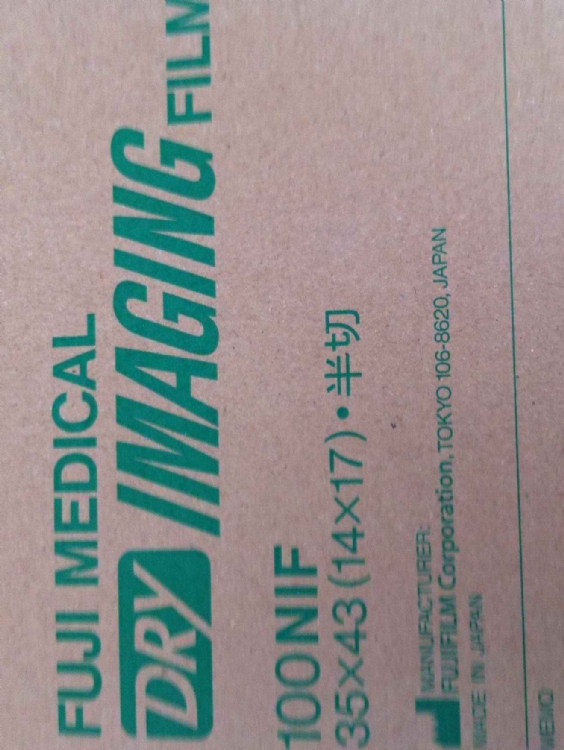 FUJI MEDICAL
DRY IMAGING FILM
100NIF
35×43(14×17)・半切
MANUFACTURER:
FUJIFILM Corporation, TOKYO 106-8620, JAPAN
MADE IN JAPAN
MEMO